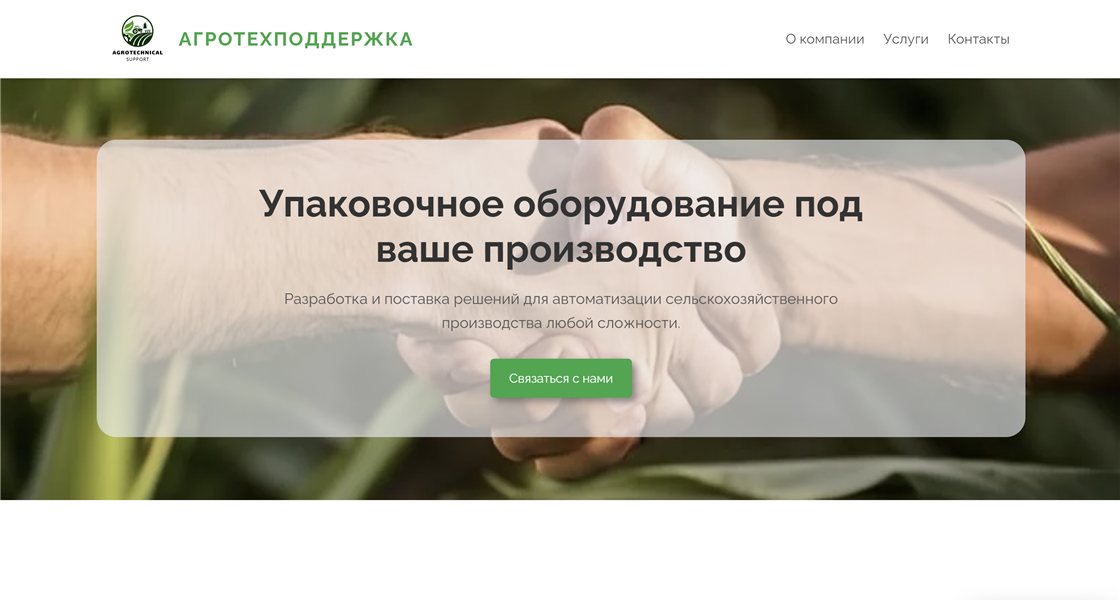 AGROTECHNICAL
SUPPORT
АГРОТЕХПОДДЕРЖКА
О компании
Услуги
Контакты
Упаковочное оборудование под
ваше производство
Разработка и поставка решений для автоматизации сельскохозяйственного
производства любой сложности.
Связаться с нами